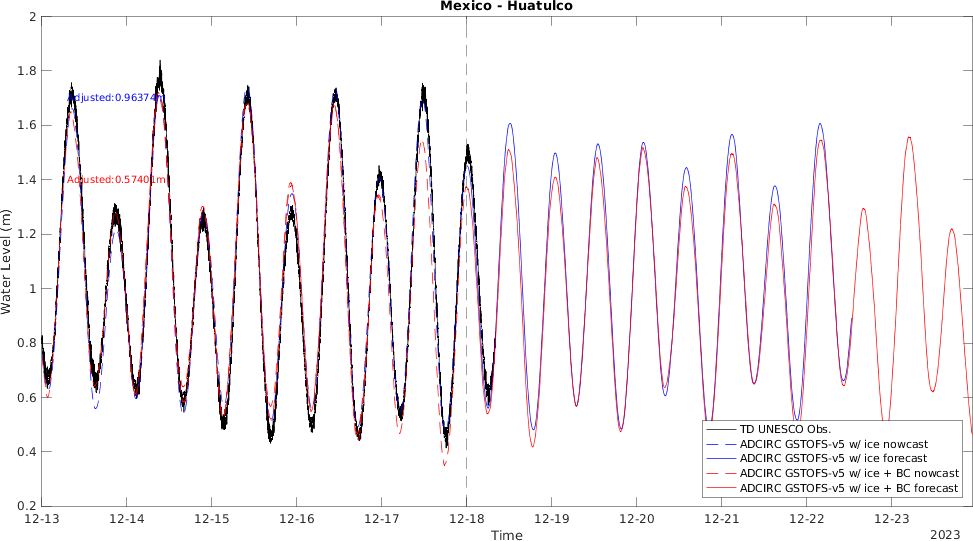 Mexico - Huatulco
2
1.8
1.6
1.4
1.2
1
0.8
0.6
0.4
0.2
Water Level (m)
Adjusted:0.96374m
Adjusted:0.57401m
TD UNESCO Obs.
ADCIRC GSTOFS-v5 w/ ice nowcast
ADCIRC GSTOFS-v5 w/ ice forecast
ADCIRC GSTOFS-v5 w/ ice + BC nowcast
ADCIRC GSTOFS-v5 w/ ice + BC forecast
12-13 12-14 12-15 12-16 12-17 12-18 12-19 12-20 12-21 12-22 12-23
Time
2023